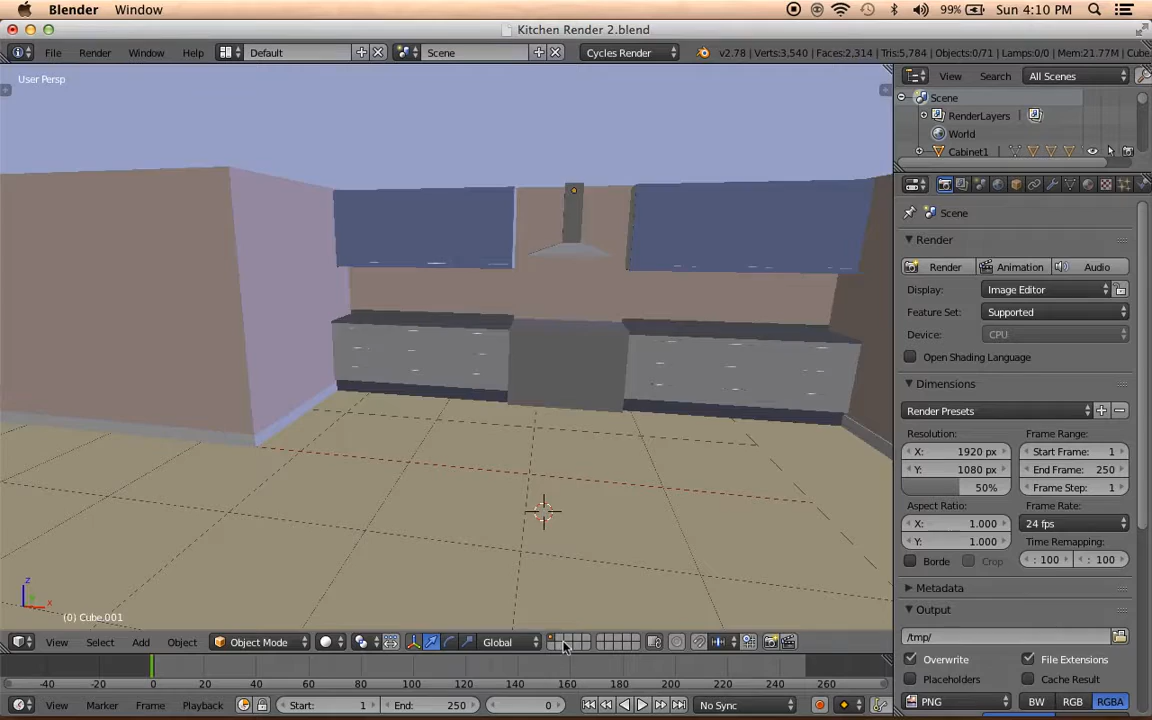 Blender Window 99% Sun 4:10 PM
Kitchen Render 2.blend
File Render Window Help Default Scene Cycles Render v2.78 | Verts:3,540 | Faces:2,314 | Tris:5,784 | Objects:0/71 | Lamps:0/0 | Mem:21.77M | Cube
User Persp
View Search All Scenes
Scene
RenderLayers
World
Cabinet1
Scene
Render
Render Animation Audio
Display: Image Editor
Feature Set: Supported
Device: CPU
Open Shading Language
Dimensions
Render Presets
Resolution: Frame Range:
X: 1920 px Start Frame: 1
Y: 1080 px End Frame: 250
50% Frame Step: 1
Aspect Ratio: Frame Rate:
X: 1.000 24 fps
Y: 1.000 Time Remapping:
Borde Crop : 100 : 100
Metadata
Output
/tmp/
Overwrite File Extensions
Placeholders Cache Result
PNG BW RGB RGBA
z
x
(0) Cube.001
View Select Add Object Object Mode Global
-40 -20 0 20 40 60 80 100 120 140 160 180 200 220 240 260
View Marker Frame Playback Start: 1 End: 250 0 No Sync